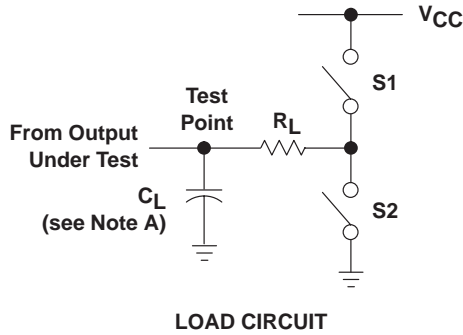 VCC
S1
Test
Point
RL
From Output
Under Test
CL
(see Note A)
S2
LOAD CIRCUIT